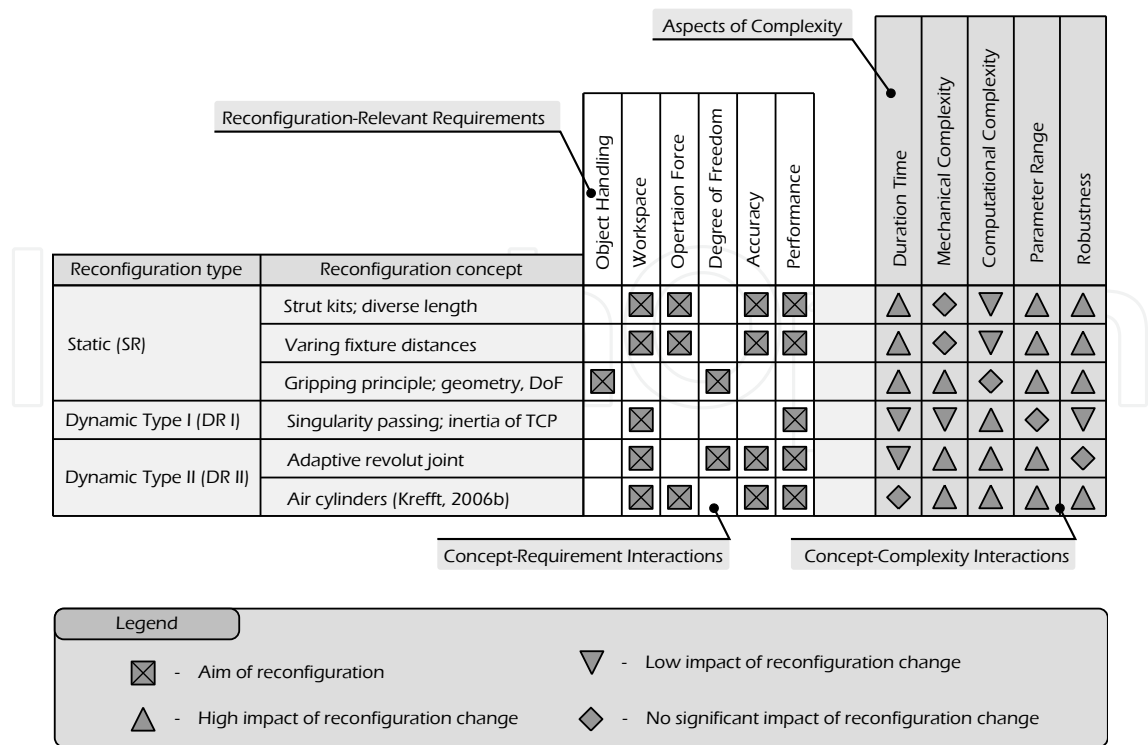 Aspects of Complexity
Reconfiguration-Relevant Requirements
Object Handling
Workspace
Opertaion Force
Degree of Freedom
Accuracy
Performance
Duration Time
Mechanical Complexity
Computational Complexity
Parameter Range
Robustness
Reconfiguration type
Reconfiguration concept
Static (SR)
Strut kits; diverse length
Varing fixture distances
Gripping principle; geometry, DoF
Dynamic Type I (DR I)
Singularity passing; inertia of TCP
Dynamic Type II (DR II)
Adaptive revolut joint
Air cylinders (Krefft, 2006b)
Concept-Requirement Interactions
Concept-Complexity Interactions
Legend
- Aim of reconfiguration
- Low impact of reconfiguration change
- High impact of reconfiguration change
- No significant impact of reconfiguration change